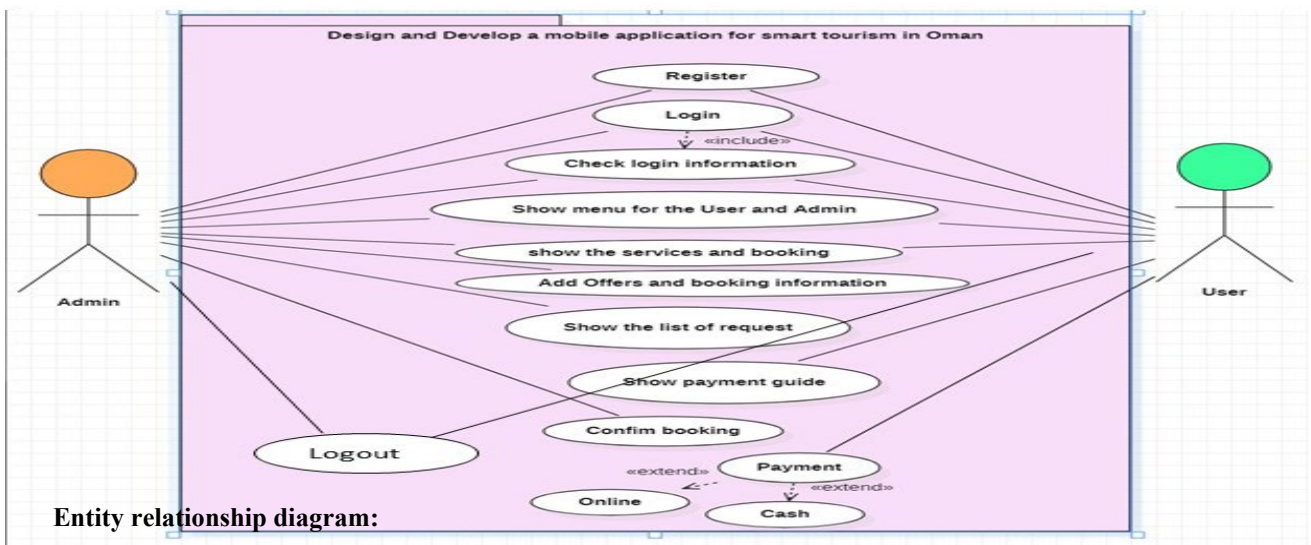 Design and Develop a mobile application for smart tourism in Oman
Register
Login
«include»
Check login information
Show menu for the User and Admin
show the services and booking
Add Offers and booking information
Admin
User
Show the list of request
Show payment guide
Confim booking
Logout
Payment
«extend»
«extend»
Online
Cash
Entity relationship diagram: